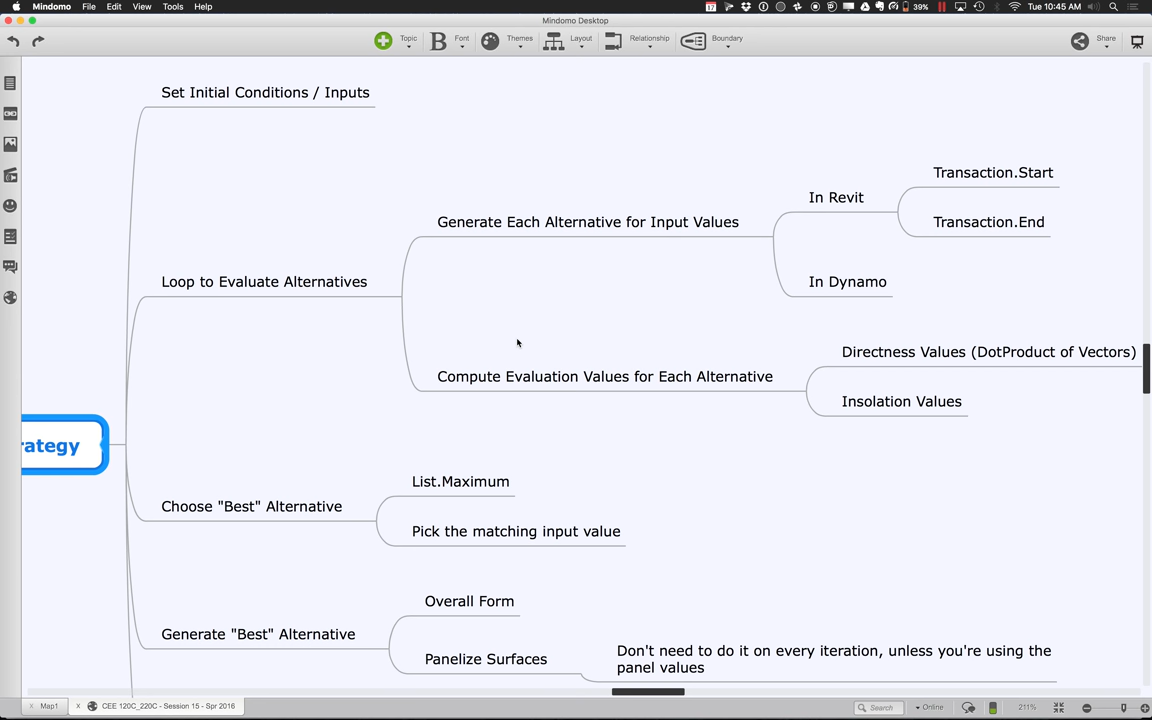 Mindomo File Edit View Tools Help
17
39%
Tue 10:45 AM
Mindomo Desktop
Topic
B Font
Themes
Layout
Relationship
Boundary
Share
Set Initial Conditions / Inputs
Transaction.Start
In Revit
Generate Each Alternative for Input Values
Transaction.End
Loop to Evaluate Alternatives
In Dynamo
Directness Values (DotProduct of Vectors)
Compute Evaluation Values for Each Alternative
Insolation Values
rategy
List.Maximum
Choose "Best" Alternative
Pick the matching input value
Overall Form
Generate "Best" Alternative
Panelize Surfaces
Don't need to do it on every iteration, unless you're using the
panel values
x Map1
x CEE 120C_220C - Session 15 - Spr 2016
Search
Online
211%